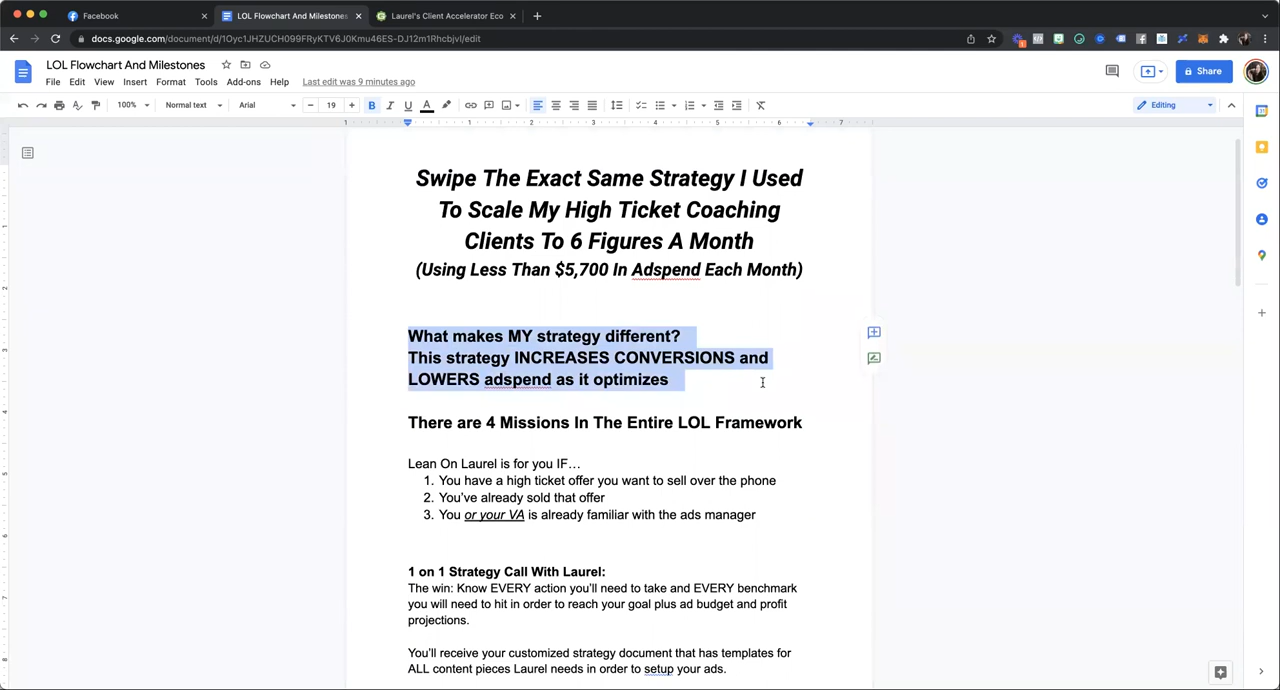 Facebook
LOL Flowchart And Milestones
Laurel's Client Accelerator Eco
docs.google.com/document/d/1Oyc1JHZUCH099FRyKTV6J0Kmu46ES-DJ12m1Rhcbjvl/edit
LOL Flowchart And Milestones
File Edit View Insert Format Tools Add-ons Help Last edit was 9 minutes ago
Share
100% Normal text Arial 19 B I U A
Editing
1 1 2 3 4 5 6 7
Swipe The Exact Same Strategy I Used
To Scale My High Ticket Coaching
Clients To 6 Figures A Month
(Using Less Than $5,700 In Adspend Each Month)
What makes MY strategy different?
This strategy INCREASES CONVERSIONS and
LOWERS adspend as it optimizes
There are 4 Missions In The Entire LOL Framework
Lean On Laurel is for you IF…
1. You have a high ticket offer you want to sell over the phone
2. You've already sold that offer
3. You or your VA is already familiar with the ads manager
1 on 1 Strategy Call With Laurel:
The win: Know EVERY action you'll need to take and EVERY benchmark
you will need to hit in order to reach your goal plus ad budget and profit
projections.
You'll receive your customized strategy document that has templates for
ALL content pieces Laurel needs in order to setup your ads.